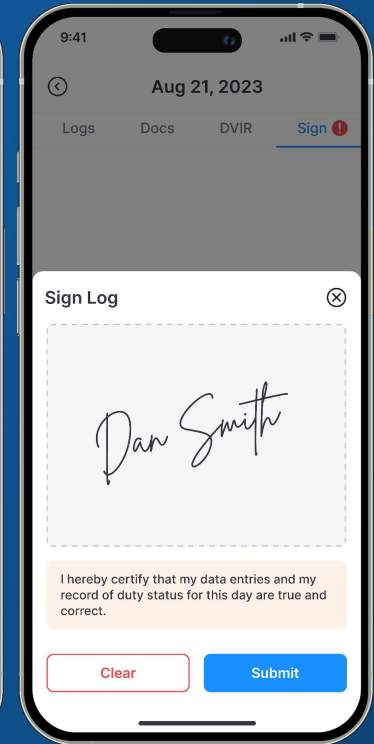 9:41
Aug 21, 2023
Logs Docs DVIR Sign !
Sign Log
Dan Smith
I hereby certify that my data entries and my
record of duty status for this day are true and
correct.
Clear Submit